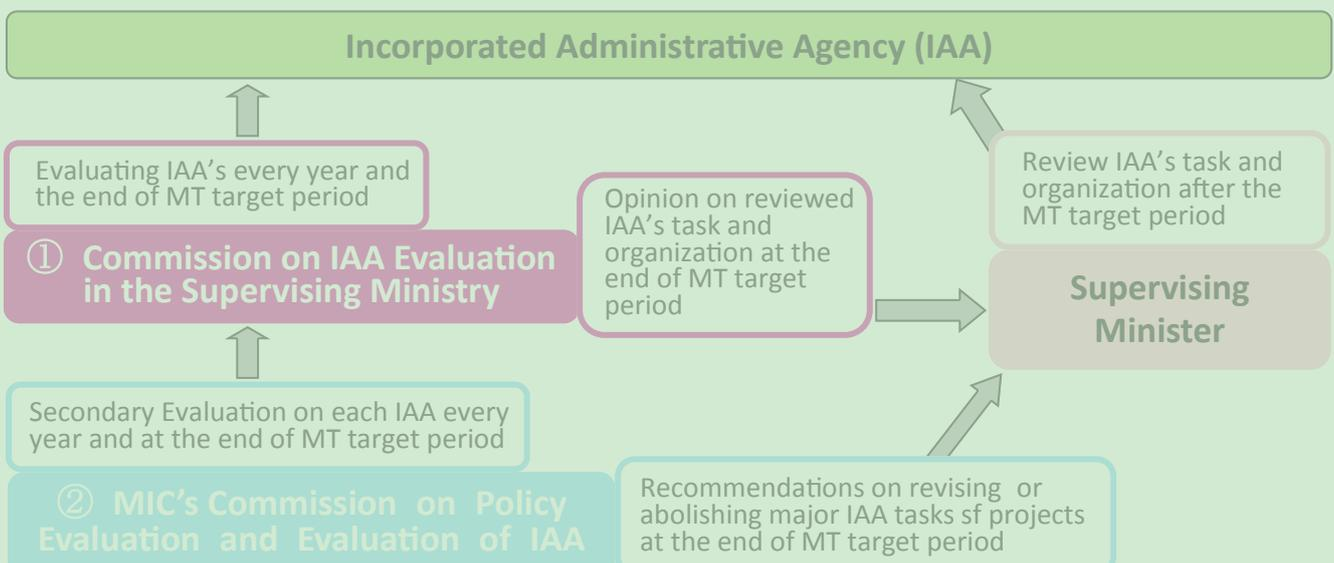 Incorporated Administrative Agency (IAA)
Evaluating IAA's every year and
the end of MT target period
① Commission on IAA Evaluation
in the Supervising Ministry
Opinion on reviewed
IAA's task and
organization at the
end of MT target
period
Review IAA's task and
organization after the
MT target period
Supervising
Minister
Secondary Evaluation on each IAA every
year and at the end of MT target period
② MIC's Commission on Policy
Evaluation and Evaluation of IAA
Recommendations on revising or
abolishing major IAA tasks sf projects
at the end of MT target period